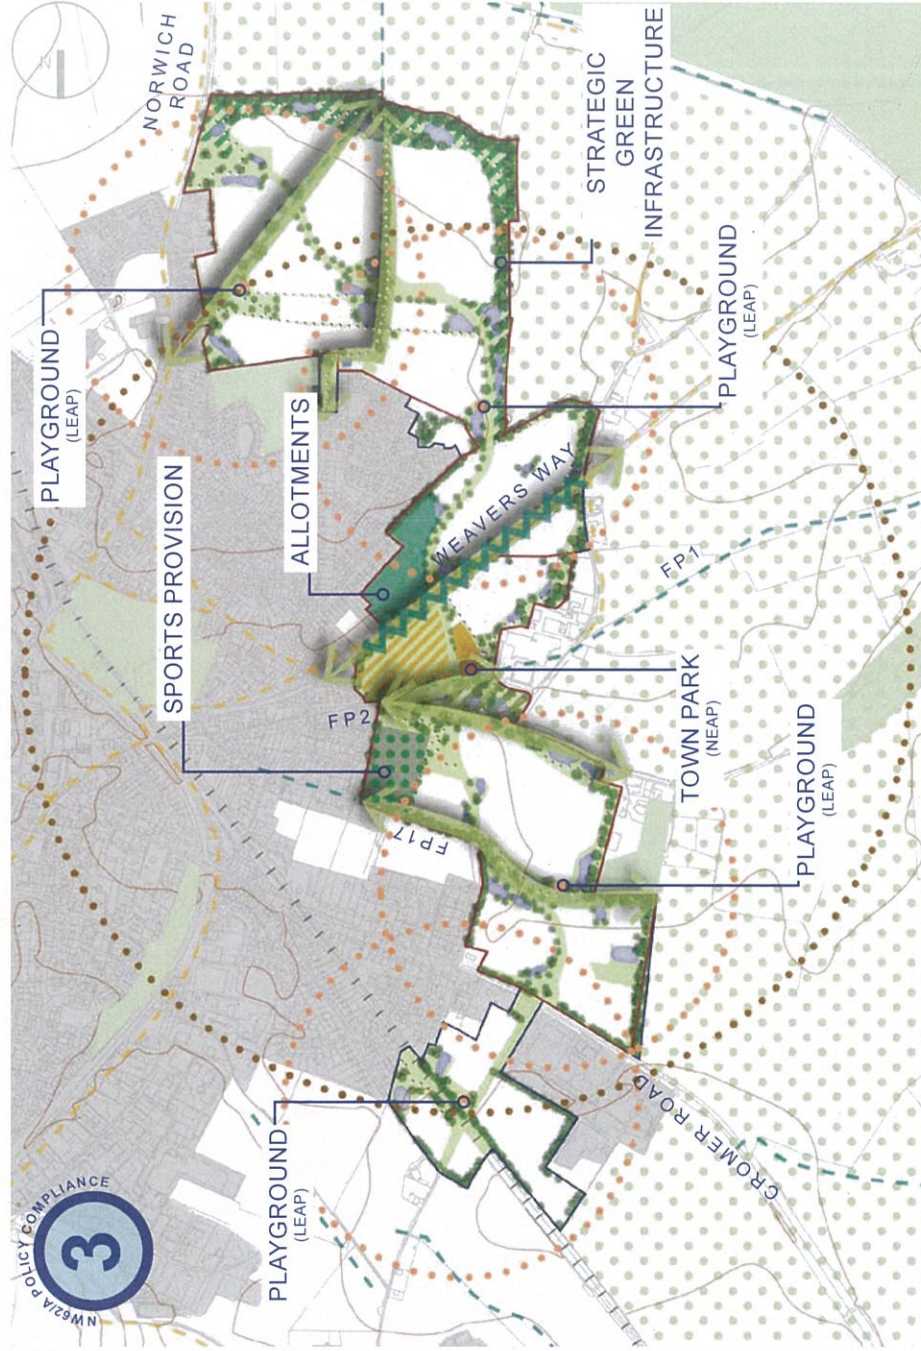 NW62/A POLICY COMPLIANCE
3
PLAYGROUND
(LEAP)
SPORTS PROVISION
ALLOTMENTS
PLAYGROUND
(LEAP)
NORWICH
ROAD
N
FP17
FP2
WEAVERS WAY
FP1
CROMER ROAD
PLAYGROUND
(LEAP)
TOWN PARK
(NEAP)
PLAYGROUND
(LEAP)
STRATEGIC
GREEN
INFRASTRUCTURE